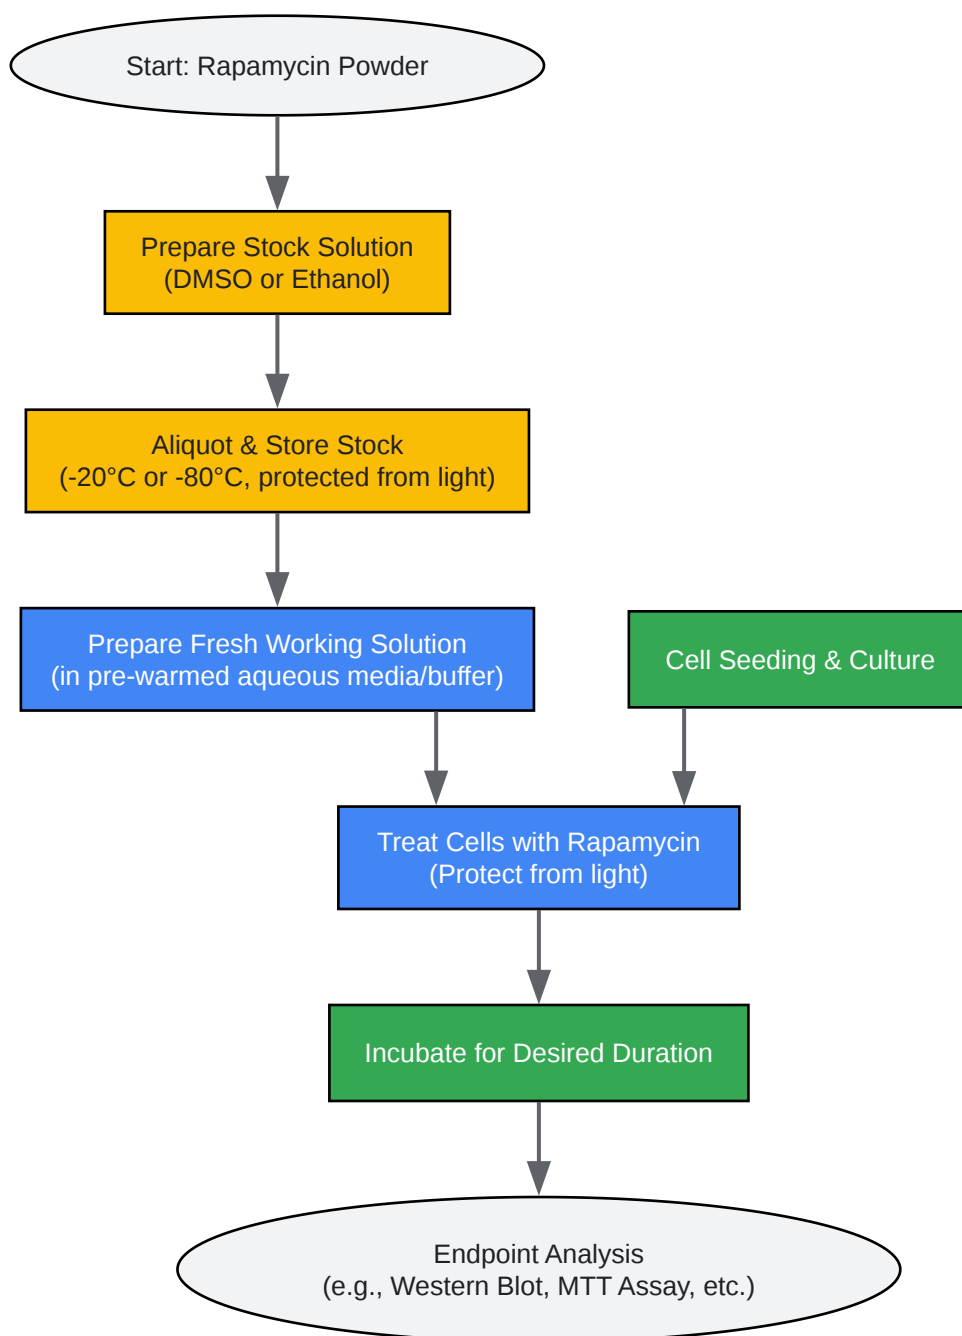 Start: Rapamycin Powder
Prepare Stock Solution
(DMSO or Ethanol)
Aliquot & Store Stock
(-20°C or -80°C, protected from light)
Prepare Fresh Working Solution
(in pre-warmed aqueous media/buffer)
Cell Seeding & Culture
Treat Cells with Rapamycin
(Protect from light)
Incubate for Desired Duration
Endpoint Analysis
(e.g., Western Blot, MTT Assay, etc.)